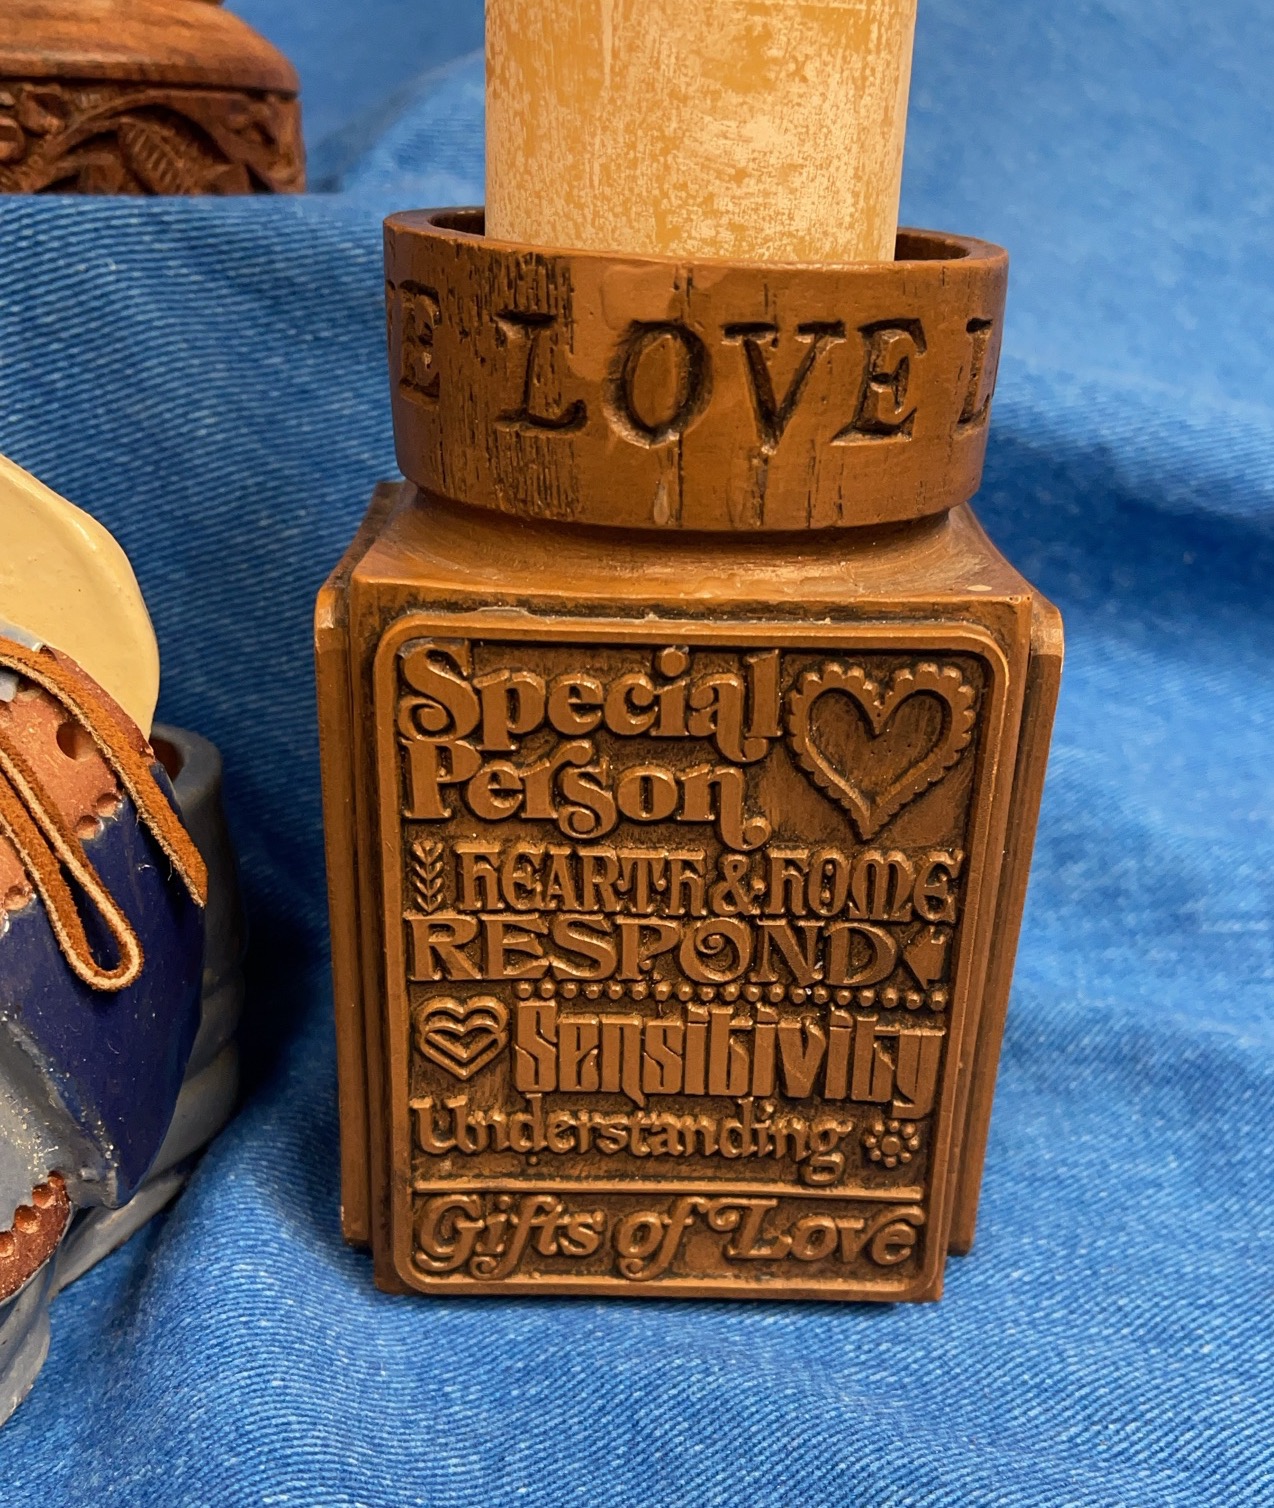 E LOVE L
Special
Person
HEARTH & HOME
RESPOND
Sensitivity
Understanding
Gifts of Love